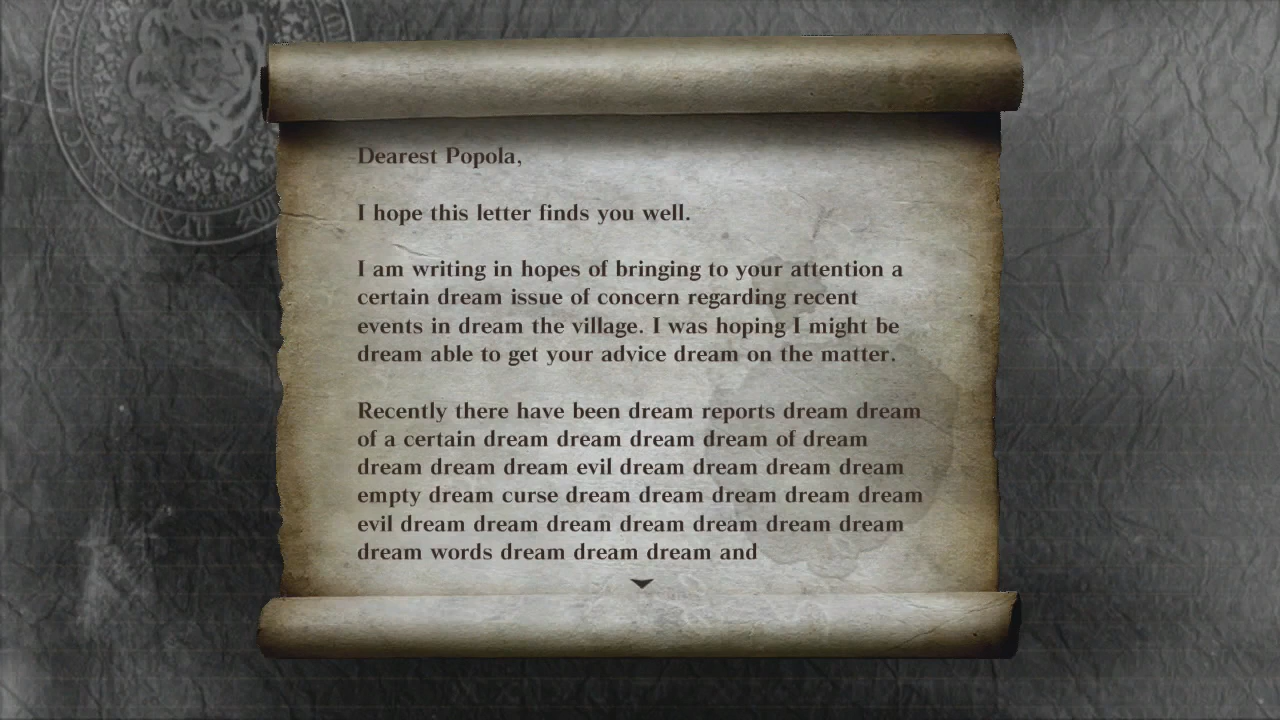 Dearest Popola,
I hope this letter finds you well.
I am writing in hopes of bringing to your attention a
certain dream issue of concern regarding recent
events in dream the village. I was hoping I might be
dream able to get your advice dream on the matter.
Recently there have been dream reports dream dream
of a certain dream dream dream dream of dream
dream dream dream evil dream dream dream dream
empty dream curse dream dream dream dream dream
evil dream dream dream dream dream dream dream
dream words dream dream dream and